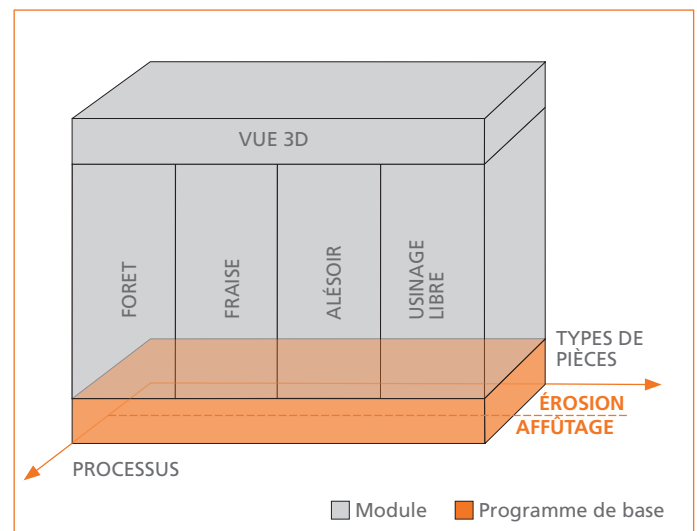 VUE 3D
FORET
FRAISE
ALÉSOIR
USINAGE
LIBRE
TYPES DE
PIÈCES
ÉROSION
AFFÛTAGE
PROCESSUS
Module
Programme de base